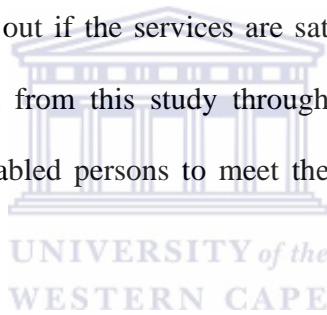 out if the services are sat
from this study through
abled persons to meet the
UNIVERSITY of the
WESTERN CAPE